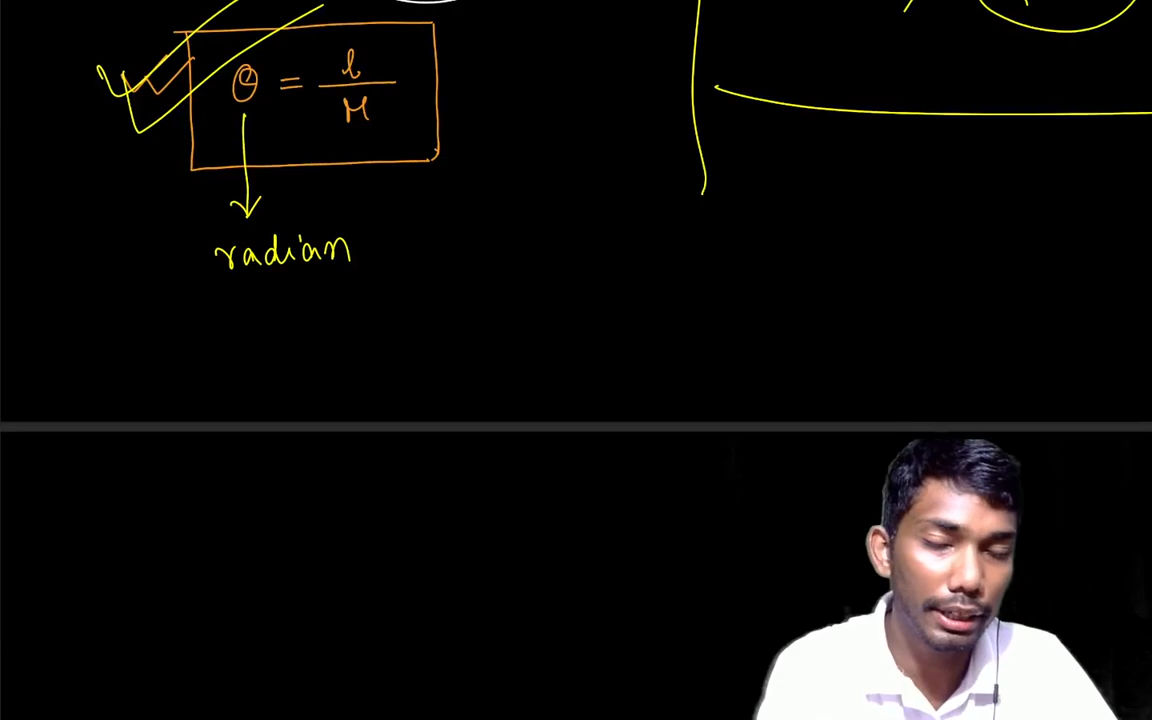 θ = l/r
radian